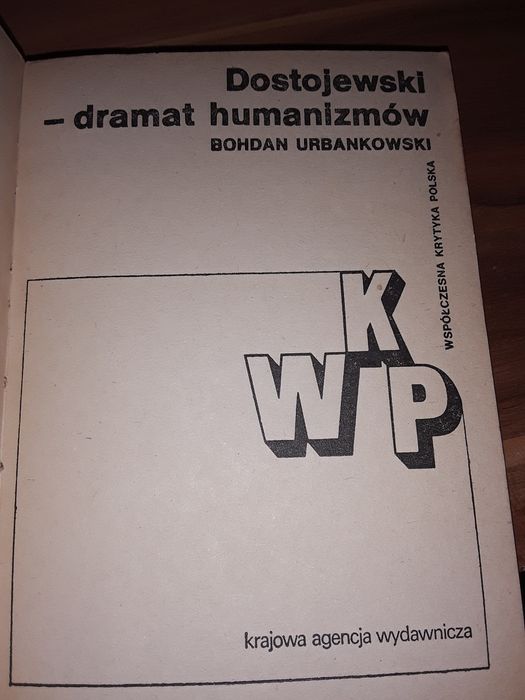 Dostojewski
– dramat humanizmów
BOHDAN URBANKOWSKI
WSPÓŁCZESNA KRYTYKA POLSKA
K
W P
krajowa agencja wydawnicza